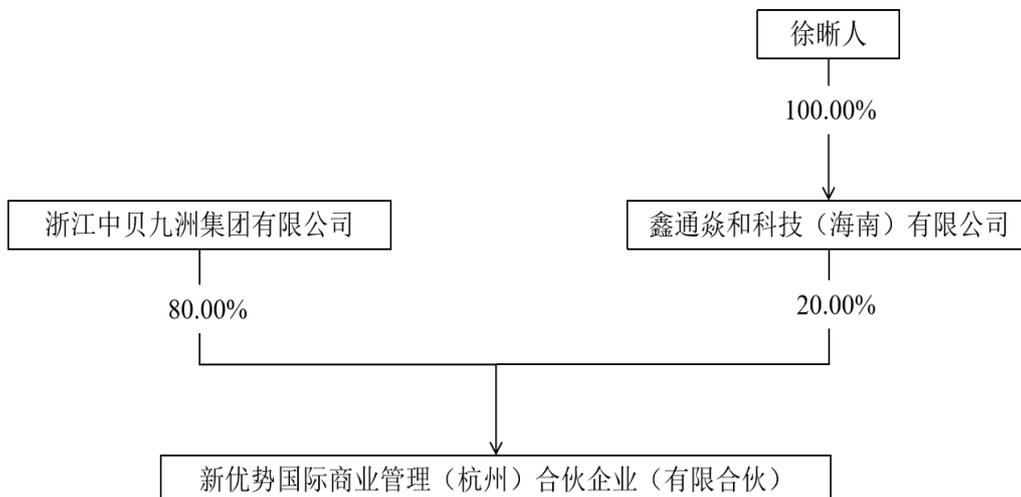 徐晰人
100.00%
浙江中贝九洲集团有限公司
鑫通焱和科技（海南）有限公司
80.00%
20.00%
新优势国际商业管理（杭州）合伙企业（有限合伙）